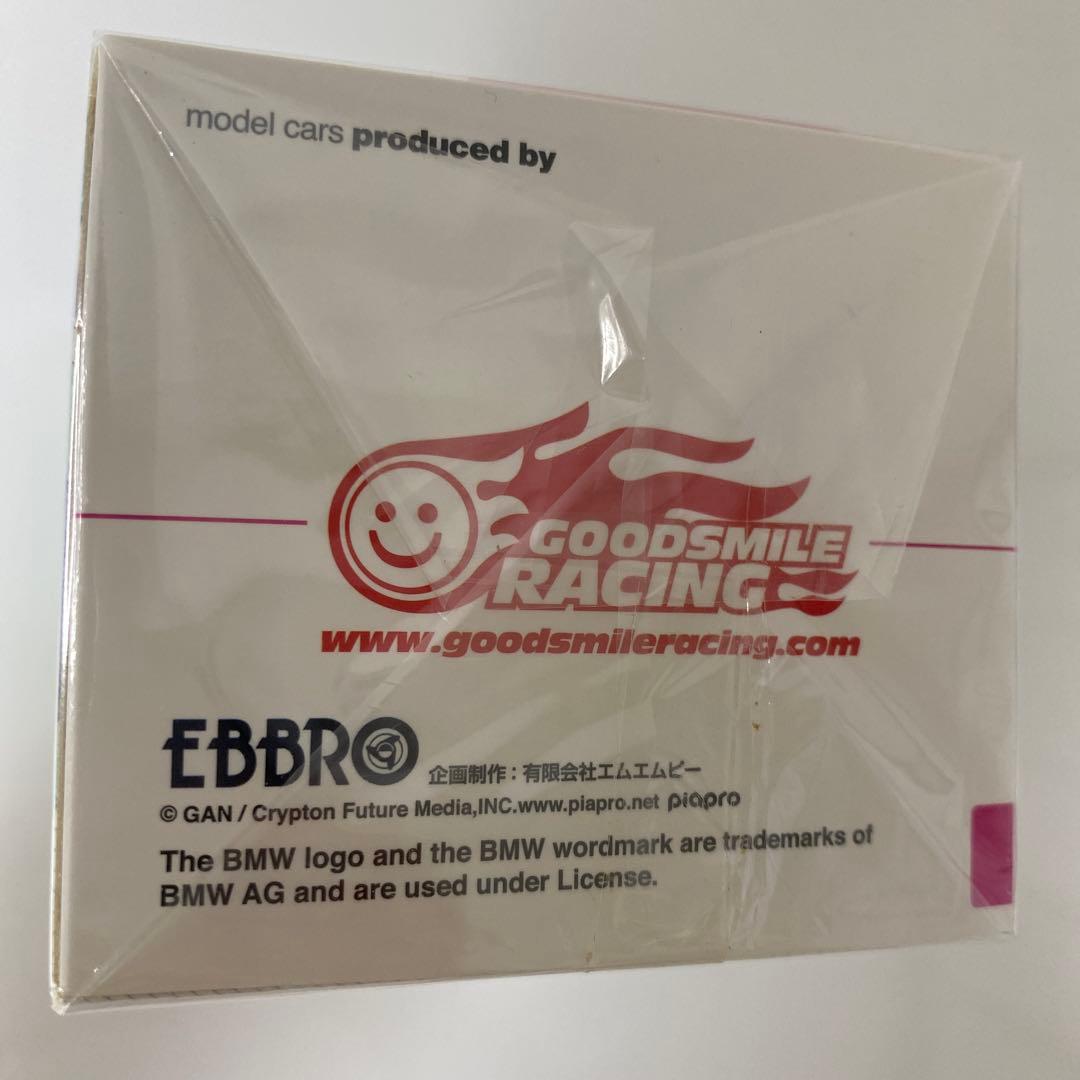 model cars produced by
GOODSMILE
RACING
www.goodsmileracing.com
EBBRO 企画制作：有限会社エムエムピー
© GAN / Crypton Future Media,INC.www.piapro.net piapro
The BMW logo and the BMW wordmark are trademarks of
BMW AG and are used under License.